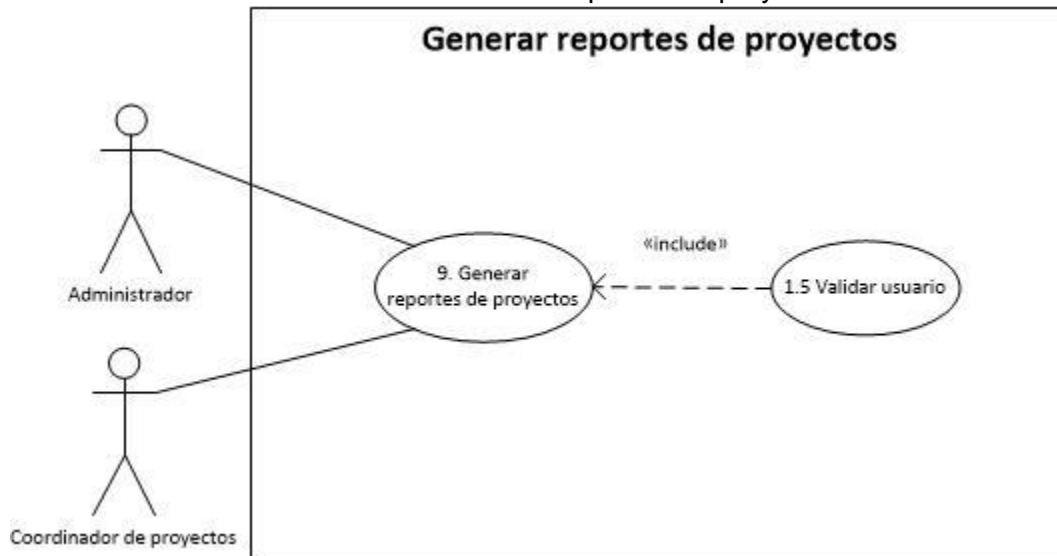 Generar reportes de proyectos
Administrador
9. Generar
reportes de proyectos
«include»
1.5 Validar usuario
Coordinador de proyectos